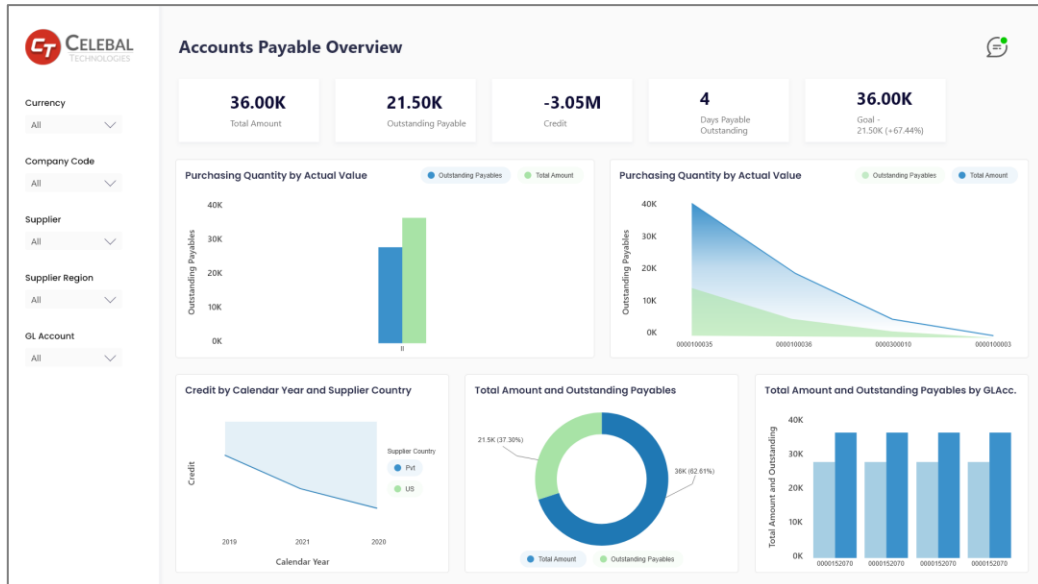 CT CELEBAL
TECHNOLOGIES
Currency
All
Company Code
All
Supplier
All
Supplier Region
All
GL Account
All
Accounts Payable Overview
36.00K
Total Amount
21.50K
Outstanding Payable
-3.05M
Credit
4
Days Payable
Outstanding
36.00K
Goal -
21.50K (+67.44%)
Purchasing Quantity by Actual Value
Outstanding Payables
Total Amount
Outstanding Payables
40K
30K
20K
10K
0K
Purchasing Quantity by Actual Value
Outstanding Payables
Total Amount
Outstanding Payables
40K
30K
20K
10K
0K
0000100035
0000100036
0000300010
0000100003
Credit by Calendar Year and Supplier Country
Credit
2019
2021
2020
Calendar Year
Supplier Country
Pvt
US
Total Amount and Outstanding Payables
21.5K (37.30%)
36K (62.61%)
Total Amount
Outstanding Payables
Total Amount and Outstanding Payables by GLAcc.
Total Amount and Outstanding
40K
30K
20K
10K
0K
0000152070
0000152070
0000152070
0000152070